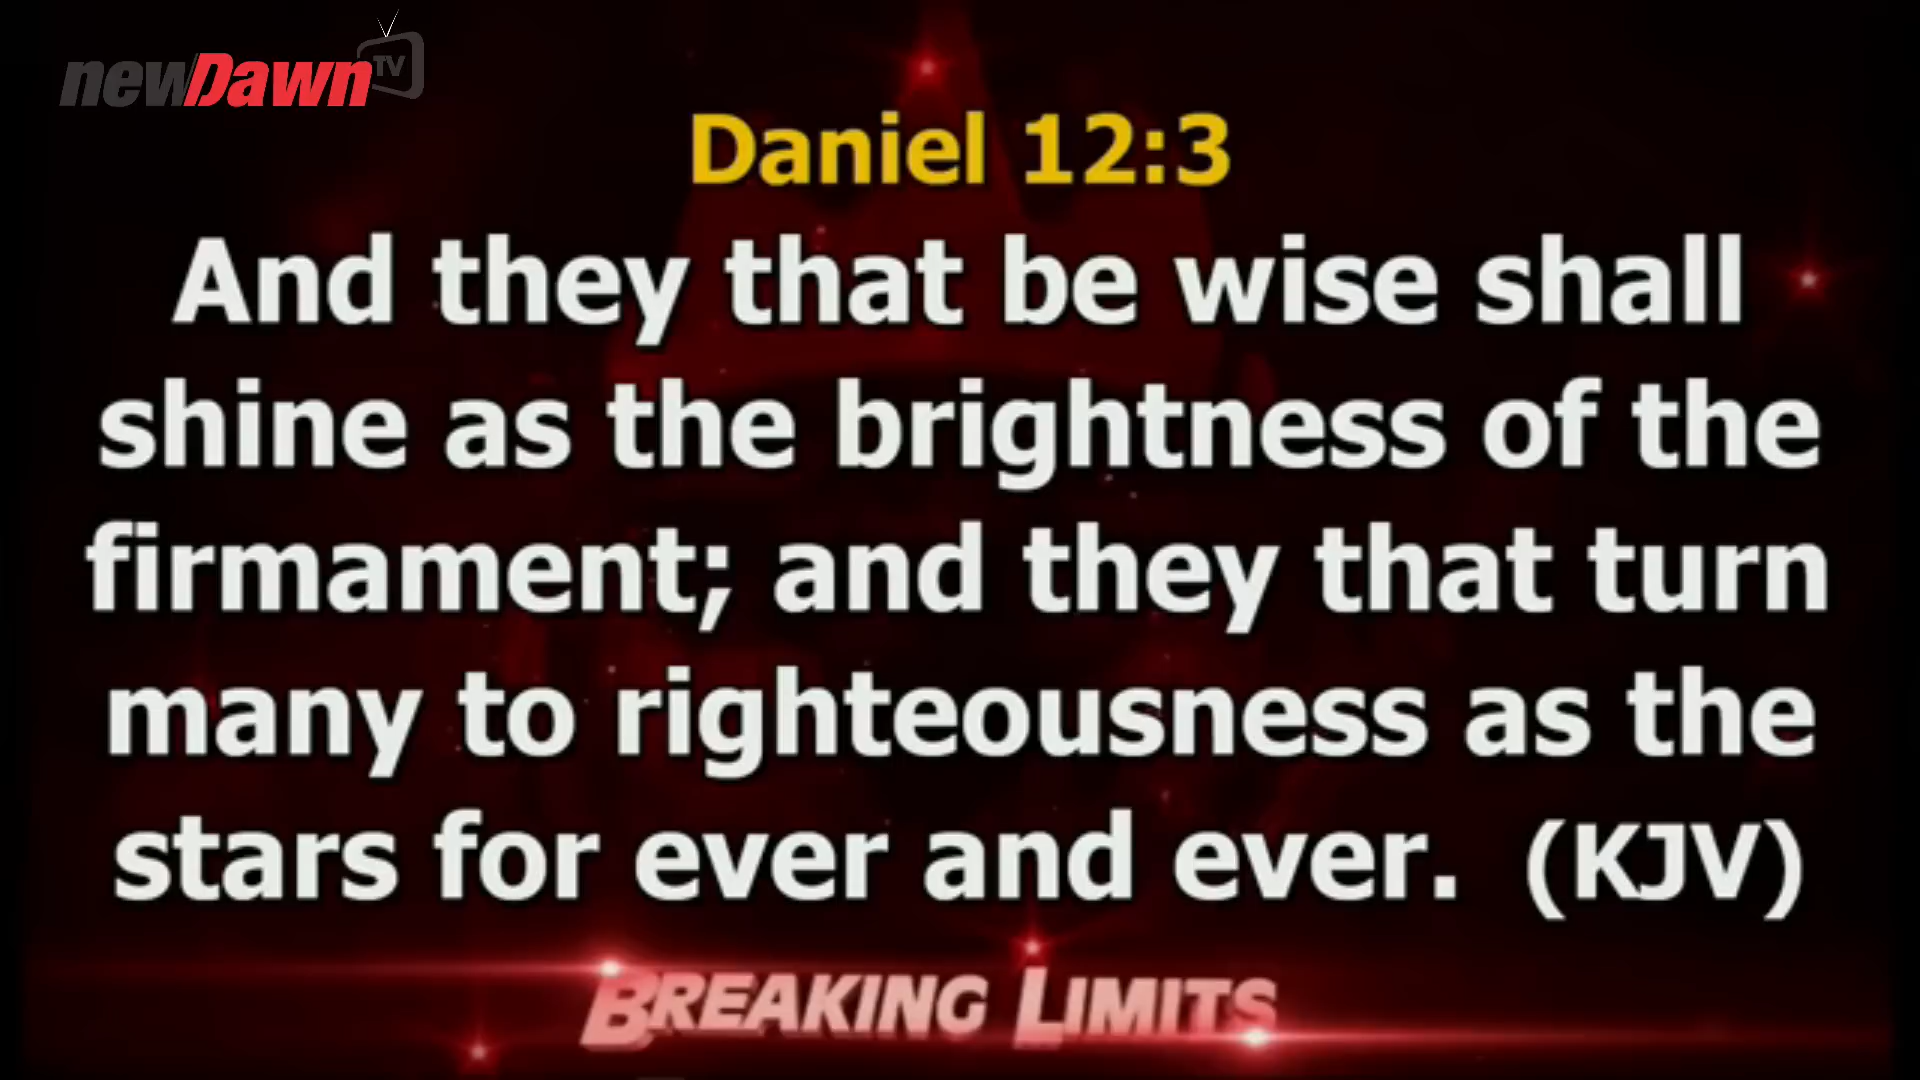 newDawn TV
Daniel 12:3
And they that be wise shall
shine as the brightness of the
firmament; and they that turn
many to righteousness as the
stars for ever and ever. (KJV)
BREAKING LIMITS